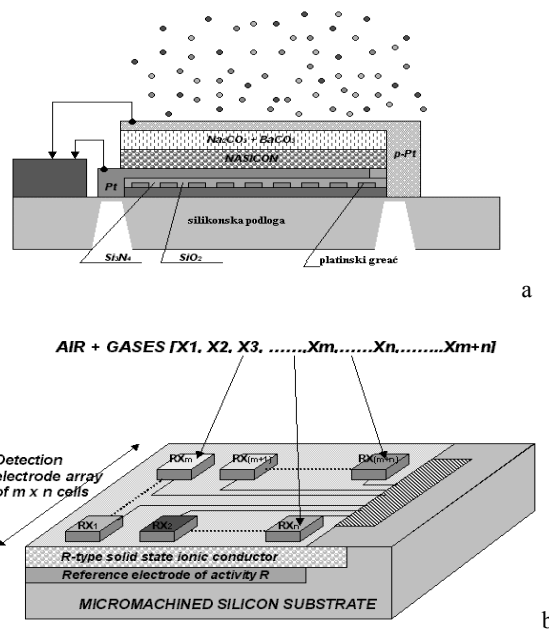 Na₂CO₃ + BaCO₃
NASICON
p-Pt
Pt
silikonska podloga
Si₃N₄
SiO₂
platinski greać
a
AIR + GASES [X1, X2, X3, ......,Xm,......Xn,........Xm+n]
Detection
electrode array
of m x n cells
RXm
RX(m+1)
RX(m+n)
RX1
RX2
RXn
R-type solid state ionic conductor
Reference electrode of activity R
MICROMACHINED SILICON SUBSTRATE
b